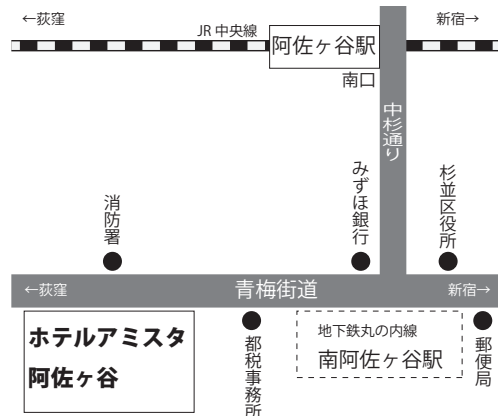 ←荻窪
新宿→
JR中央線
阿佐ヶ谷駅
南口
中杉通り
消防署
みずほ銀行
杉並区役所
←荻窪
青梅街道
新宿→
ホテルアミスタ
阿佐ヶ谷
都税事務所
地下鉄丸の内線
南阿佐ヶ谷駅
郵便局